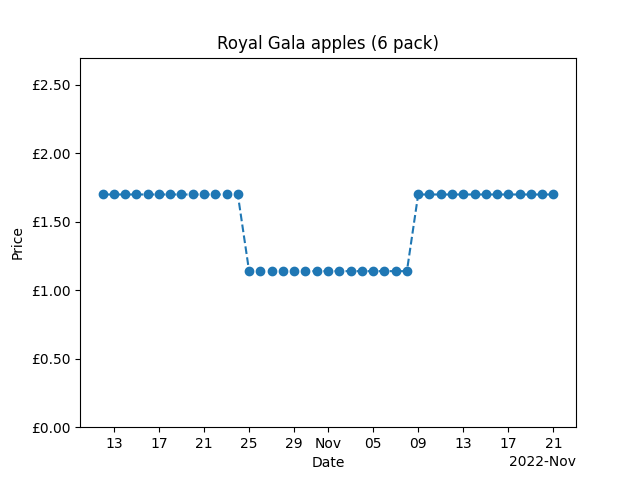 Royal Gala apples (6 pack)
£2.50
£2.00
£1.50
£1.00
£0.50
£0.00
Price
13 17 21 25 29 Nov 05 09 13 17 21
Date
2022-Nov